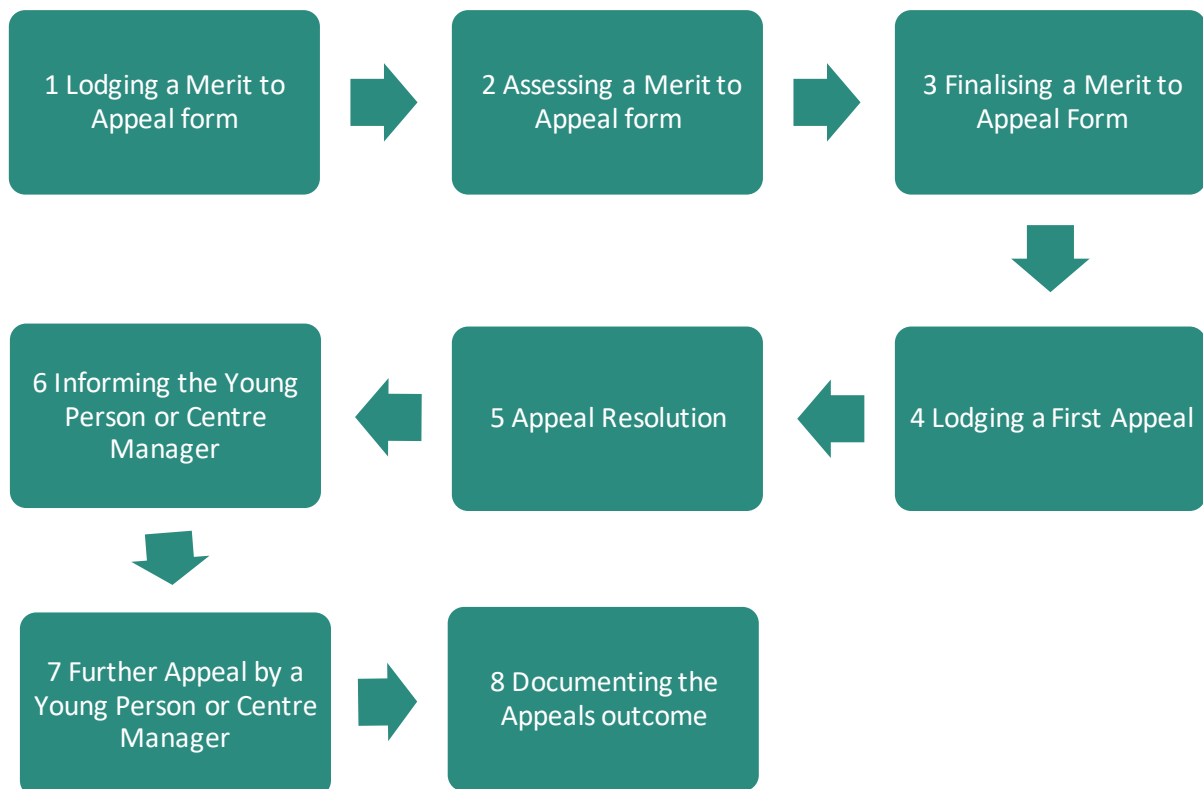 1 Lodging a Merit to
Appeal form
2 Assessing a Merit to
Appeal form
3 Finalising a Merit to
Appeal Form
4 Lodging a First Appeal
5 Appeal Resolution
6 Informing the Young
Person or Centre
Manager
7 Further Appeal by a
Young Person or Centre
Manager
8 Documenting the
Appeals outcome